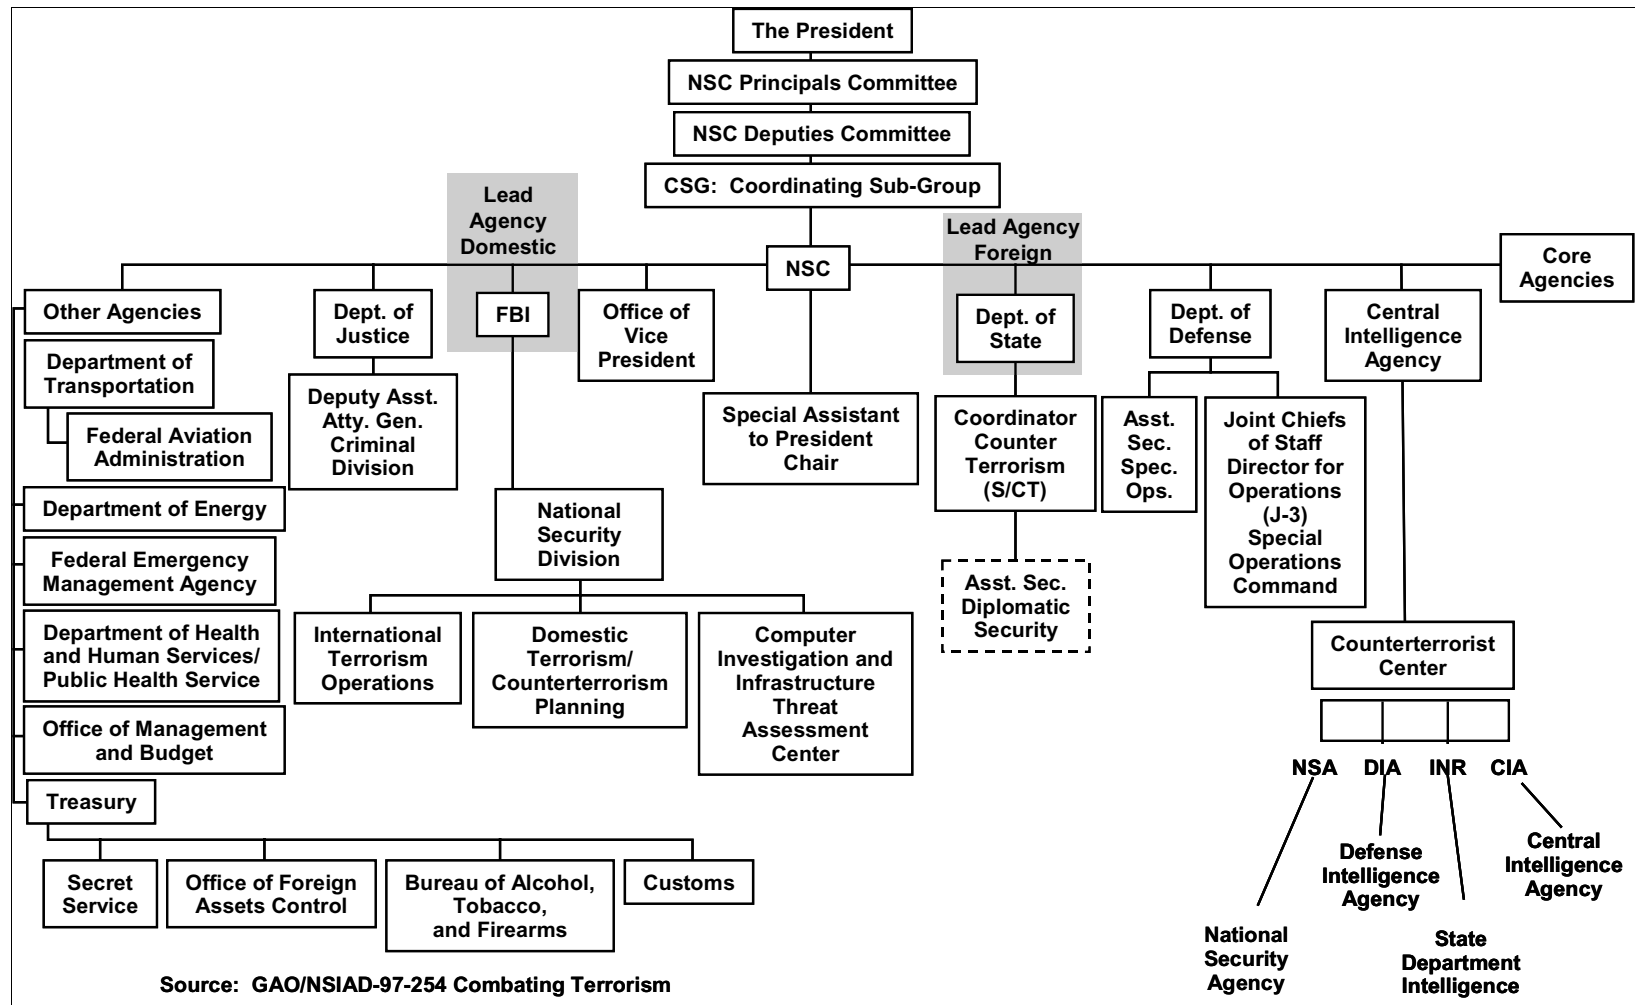 The President
NSC Principals Committee
NSC Deputies Committee
CSG: Coordinating Sub-Group
Lead
Agency
Domestic
Lead Agency
Foreign
NSC
Core
Agencies
Other Agencies
Dept. of
Justice
FBI
Office of
Vice
President
Dept. of
State
Dept. of
Defense
Central
Intelligence
Agency
Department of
Transportation
Federal Aviation
Administration
Deputy Asst.
Atty. Gen.
Criminal
Division
Special Assistant
to President
Chair
Coordinator
Counter
Terrorism
(S/CT)
Asst.
Sec.
Spec.
Ops.
Joint Chiefs
of Staff
Director for
Operations
(J-3)
Special
Operations
Command
Department of Energy
National
Security
Division
Federal Emergency
Management Agency
Asst. Sec.
Diplomatic
Security
Department of Health
and Human Services/
Public Health Service
International
Terrorism
Operations
Domestic
Terrorism/
Counterterrorism
Planning
Computer
Investigation and
Infrastructure
Threat
Assessment
Center
Counterterrorist
Center
Office of Management
and Budget
NSA DIA INR CIA
Treasury
Secret
Service
Office of Foreign
Assets Control
Bureau of Alcohol,
Tobacco,
and Firearms
Customs
Defense
Intelligence
Agency
Central
Intelligence
Agency
National
Security
Agency
State
Department
Intelligence
Source: GAO/NSIAD-97-254 Combating Terrorism